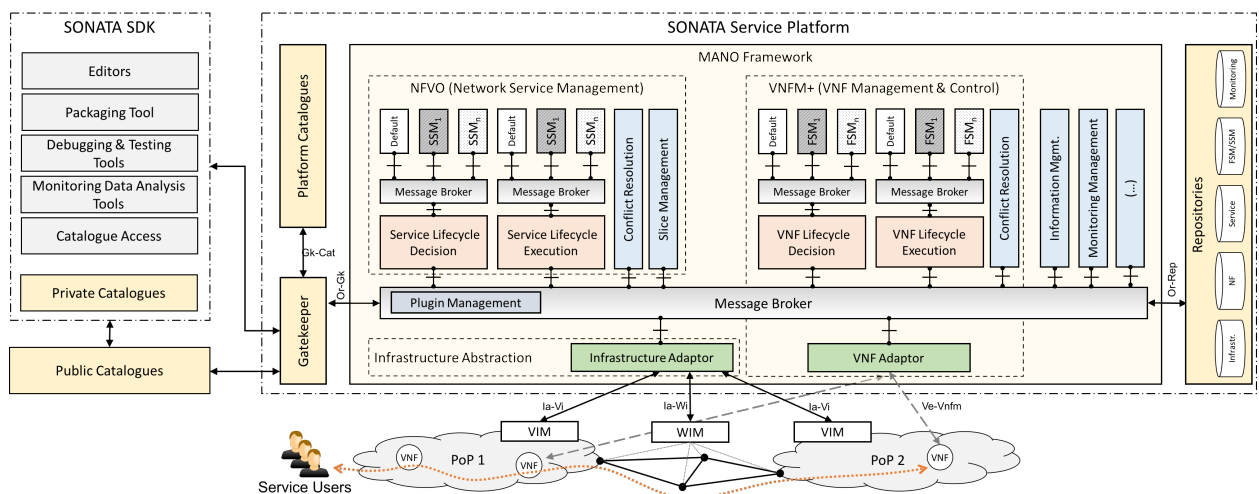 SONATA SDK
Editors
Packaging Tool
Debugging & Testing
Tools
Monitoring Data Analysis
Tools
Catalogue Access
Private Catalogues
Public Catalogues
SONATA Service Platform
Platform Catalogues
Gk-Cat
Gatekeeper
Or-Gk
MANO Framework
NFVO (Network Service Management)
Default
SSM1
SSMn
Default
SSM1
SSMn
Message Broker
Message Broker
Service Lifecycle
Decision
Service Lifecycle
Execution
Conflict Resolution
Slice Management
VNFM+ (VNF Management & Control)
Default
FSM1
FSMn
Default
FSM1
FSMn
Message Broker
Message Broker
VNF Lifecycle
Decision
VNF Lifecycle
Execution
Conflict Resolution
Information Mgmt.
Monitoring Management
(...)
Plugin Management
Message Broker
Or-Rep
Infrastructure Abstraction
Infrastructure Adaptor
VNF Adaptor
Repositories
Monitoring
FSM/SSM
Service
NF
Infrastr.
Ia-Vi
Ia-Wi
Ia-Vi
Ve-Vnfm
VIM
WIM
VIM
VNF
PoP 1
VNF
PoP 2
VNF
Service Users